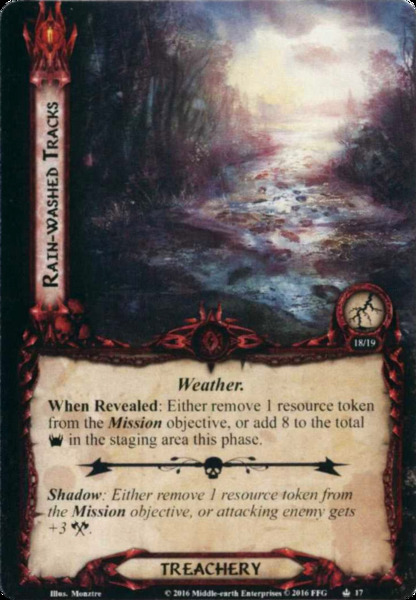 RAIN-WASHED TRACKS
18/19
Weather.
When Revealed: Either remove 1 resource token
from the Mission objective, or add 8 to the total
in the staging area this phase.
Shadow: Either remove 1 resource token from
the Mission objective, or attacking enemy gets
+3 .
TREACHERY
Illus. Monztre
© 2016 Middle-earth Enterprises © 2016 FFG
17